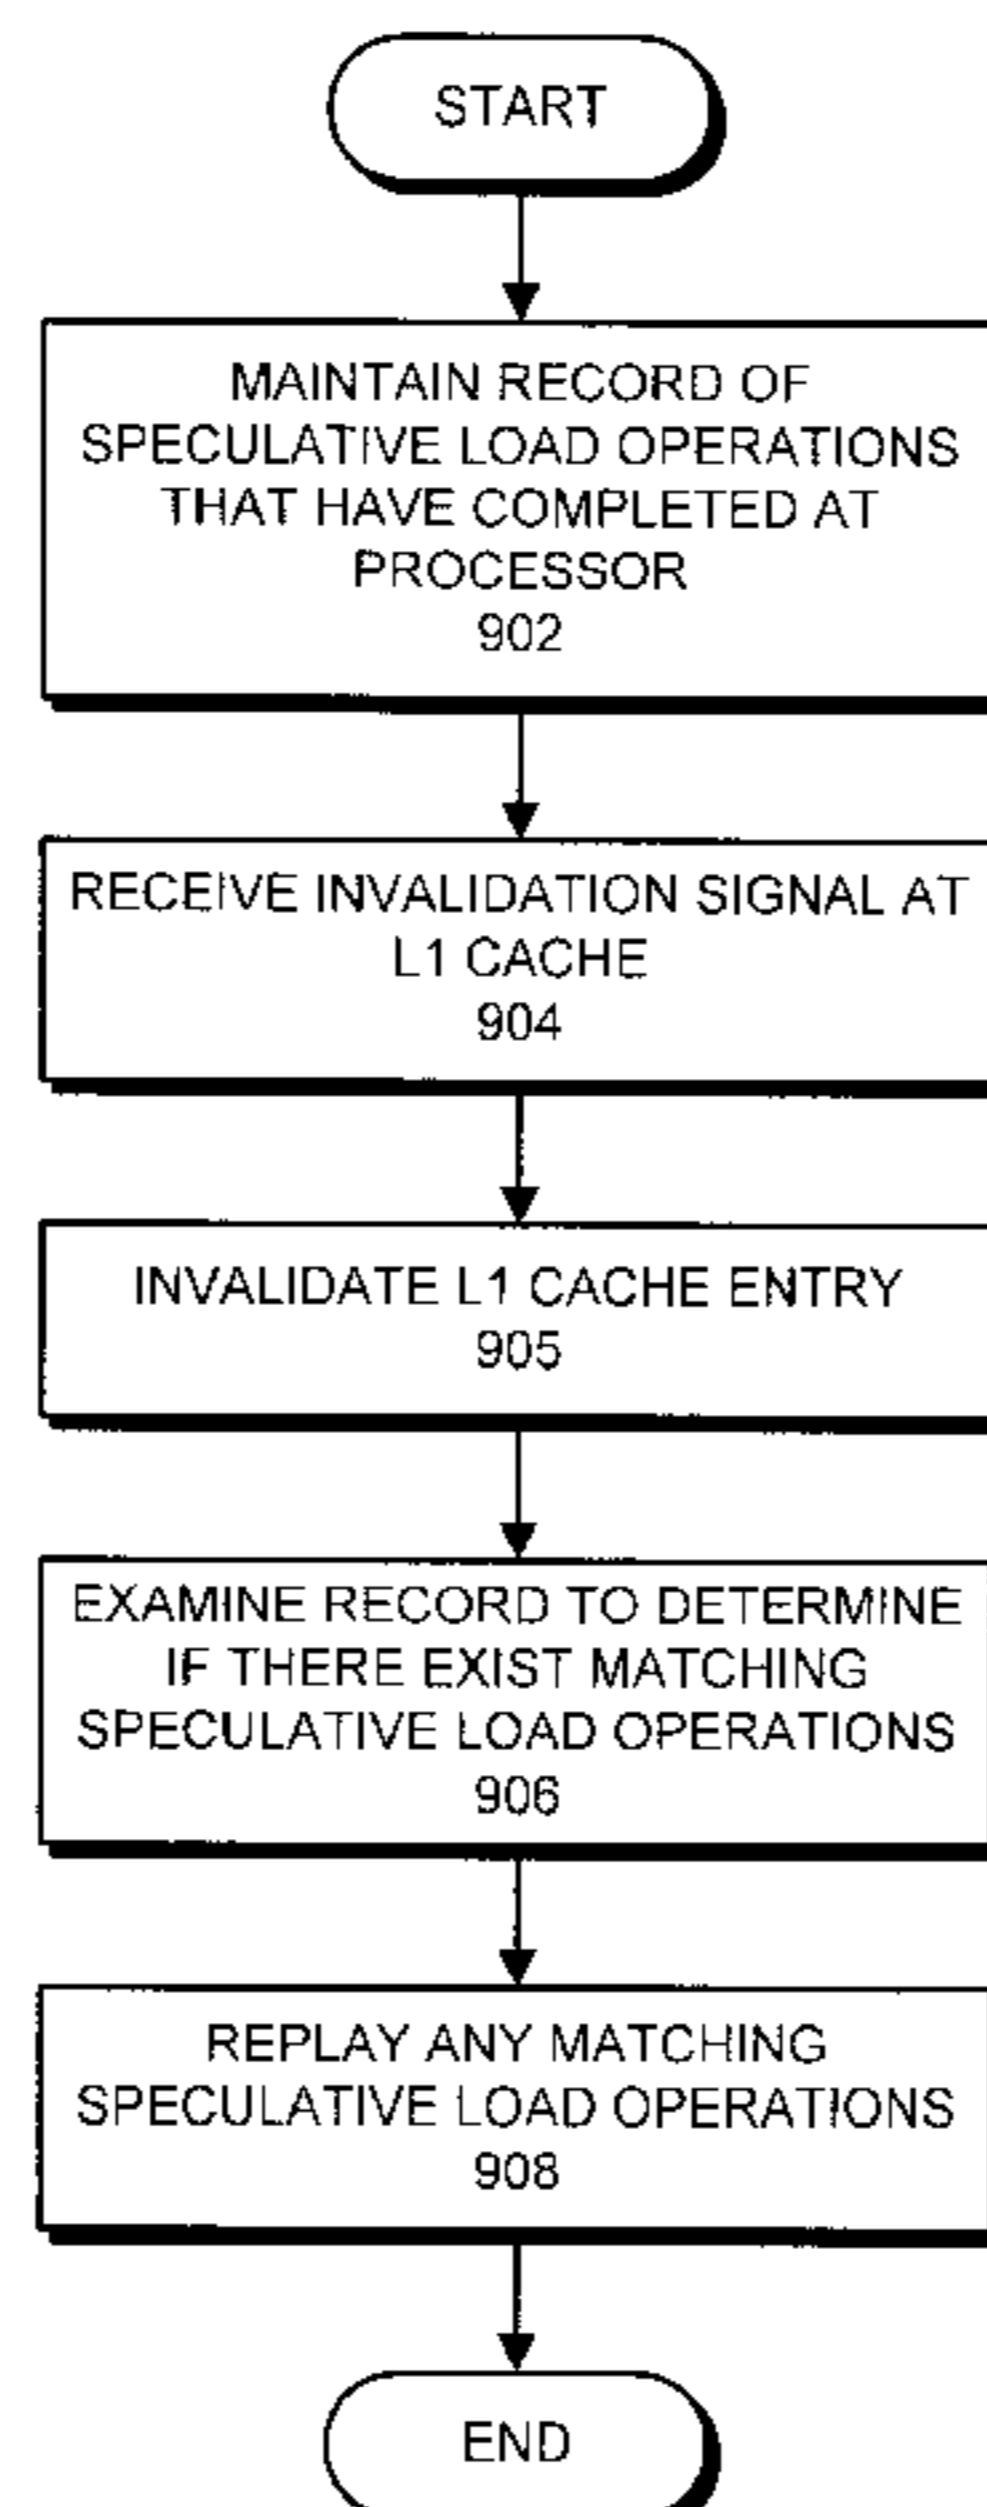 START
MAINTAIN RECORD OF
SPECULATIVE LOAD OPERATIONS
THAT HAVE COMPLETED AT
PROCESSOR
902
RECEIVE INVALIDATION SIGNAL AT
L1 CACHE
904
INVALIDATE L1 CACHE ENTRY
905
EXAMINE RECORD TO DETERMINE
IF THERE EXIST MATCHING
SPECULATIVE LOAD OPERATIONS
906
REPLAY ANY MATCHING
SPECULATIVE LOAD OPERATIONS
908
END